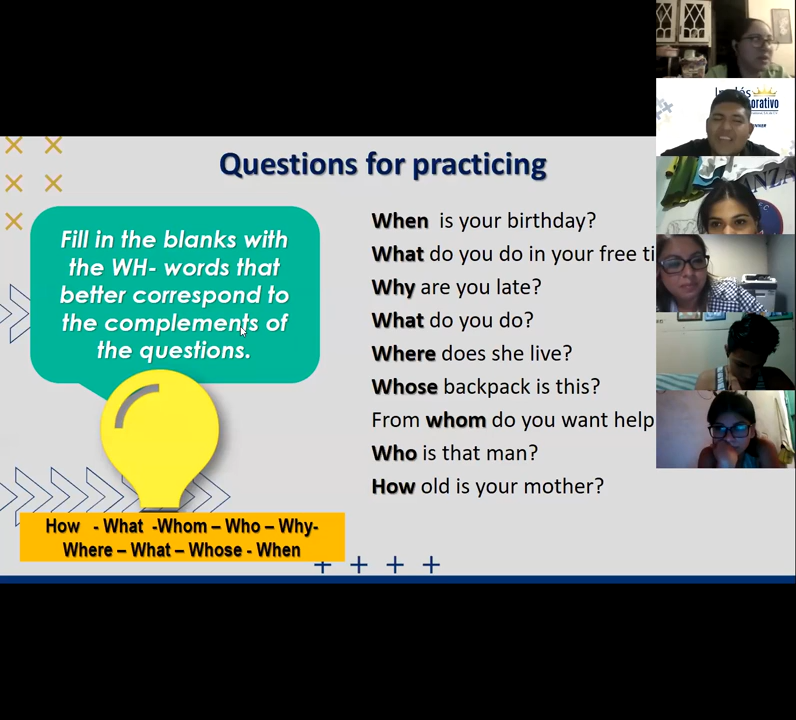 Questions for practicing
Fill in the blanks with
the WH- words that
better correspond to
the complements of
the questions.
How - What -Whom – Who – Why-
Where – What – Whose - When
When is your birthday?
What do you do in your free ti
Why are you late?
What do you do?
Where does she live?
Whose backpack is this?
From whom do you want help
Who is that man?
How old is your mother?